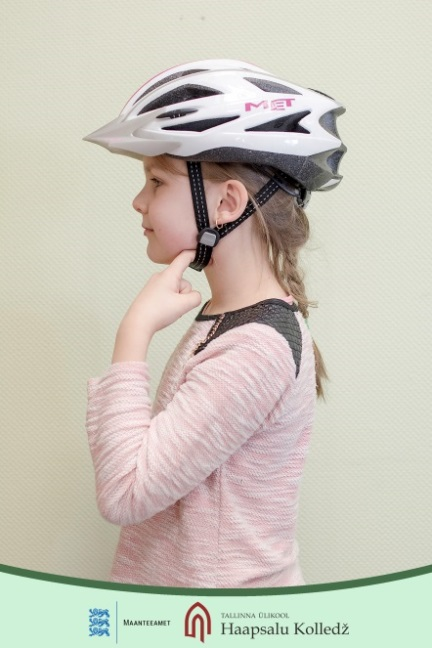 MET
MAANTEEAMET
TALLINNA ÜLIKOOL
Haapsalu Kolledž